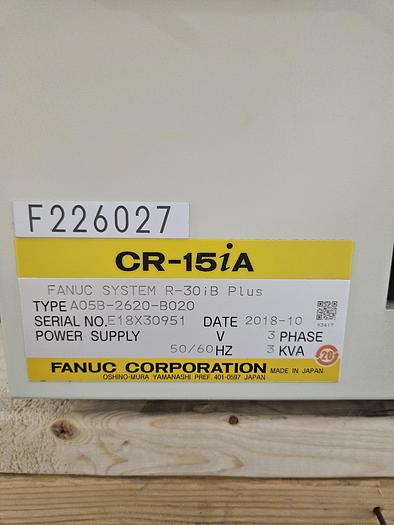 F226027
CR-15iA
FANUC SYSTEM R-30iB Plus
TYPE A05B-2620-B020
SERIAL NO. E18X30951 DATE 2018-10
POWER SUPPLY V 3 PHASE
50/60 HZ 3 KVA
20
FANUC CORPORATION MADE IN JAPAN
OSHINO-MURA YAMANASHI PREF. 401-0597 JAPAN